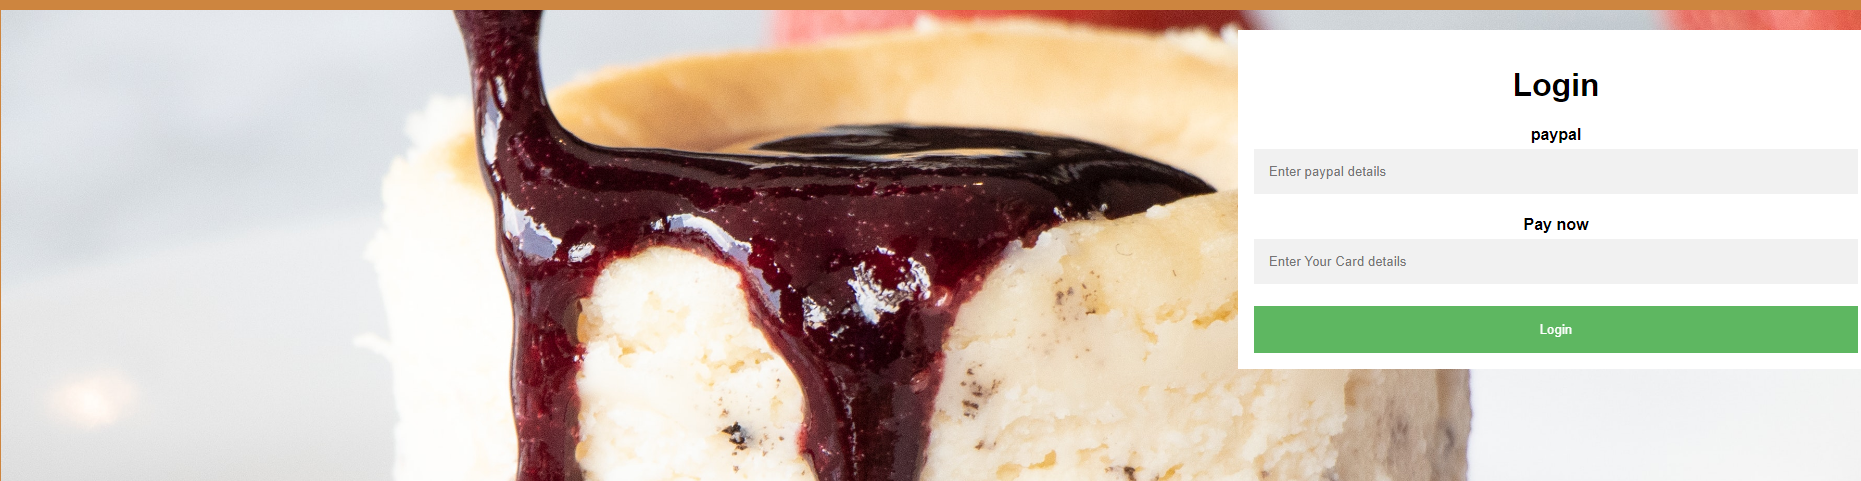 Login
paypal
Enter paypal details
Pay now
Enter Your Card details
Login